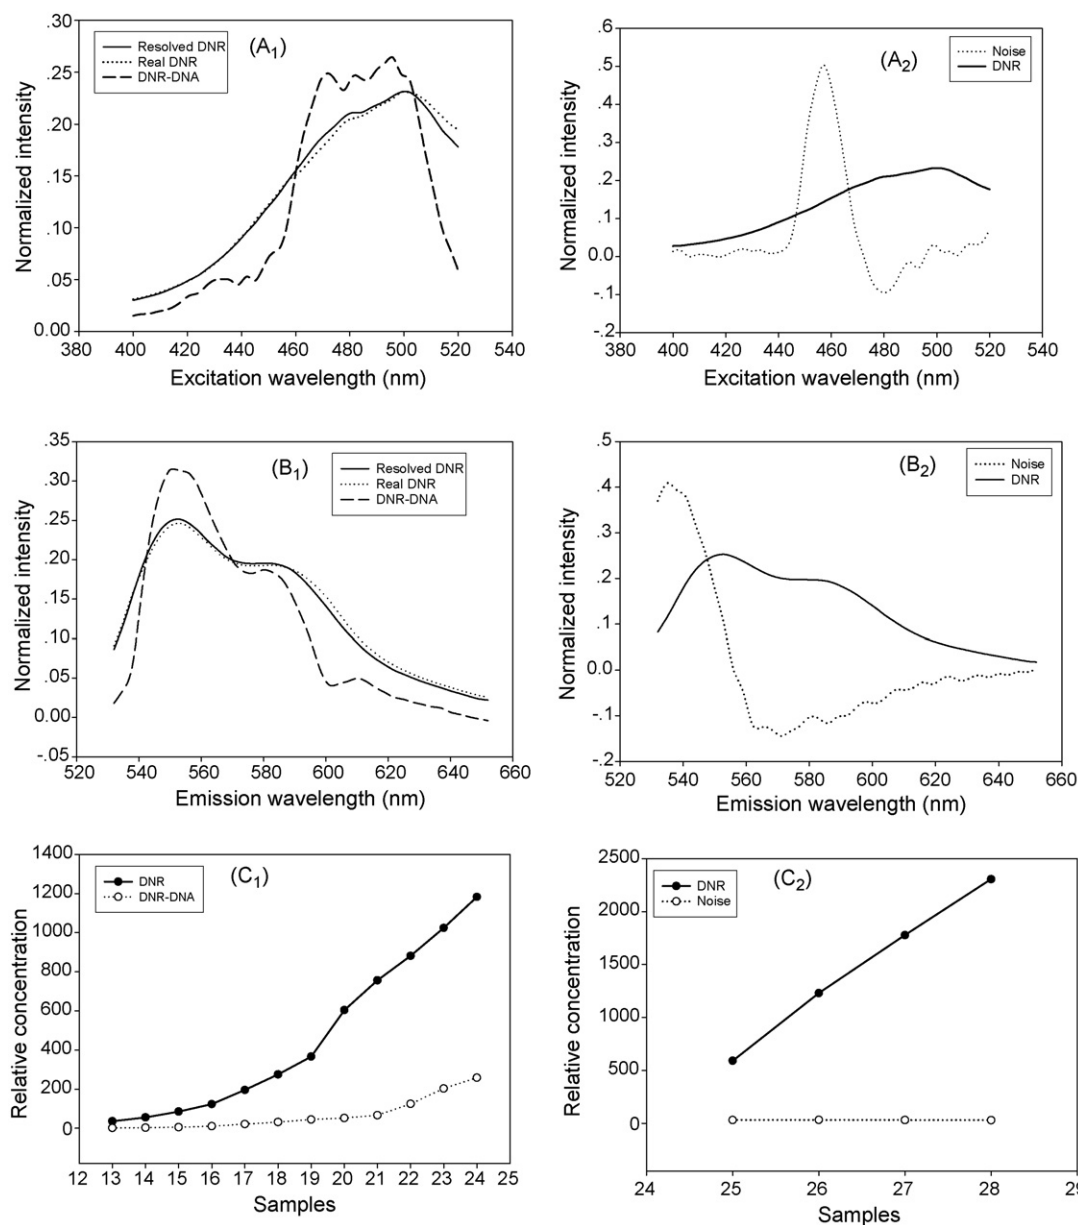 (A1)
Resolved DNR
Real DNR
DNR-DNA
Normalized intensity
.30
.25
.20
.15
.10
.05
0.00
380 400 420 440 460 480 500 520 540
Excitation wavelength (nm)
(A2)
Noise
DNR
Normalized intensity
.6
.5
.4
.2
0.0
-.1
-.2
380 400 420 440 460 480 500 520 540
Excitation wavelength (nm)
(B1)
Resolved DNR
Real DNR
DNR-DNA
Normalized intensity
.35
.30
.25
.20
.15
.10
.05
0.00
-.05
520 540 560 580 600 620 640 660
Emission wavelength (nm)
(B2)
Noise
DNR
Normalized intensity
.5
.4
.3
.2
.1
0.0
-.1
-.2
520 540 560 580 600 620 640 660
Emission wavelength (nm)
(C1)
DNR
DNR-DNA
Relative concentration
1400
1200
1000
800
600
400
200
0
12 13 14 15 16 17 18 19 20 21 22 23 24 25
Samples
(C2)
DNR
Noise
Relative concentration
2500
2000
1500
1000
500
0
24 25 26 27 28 29
Samples